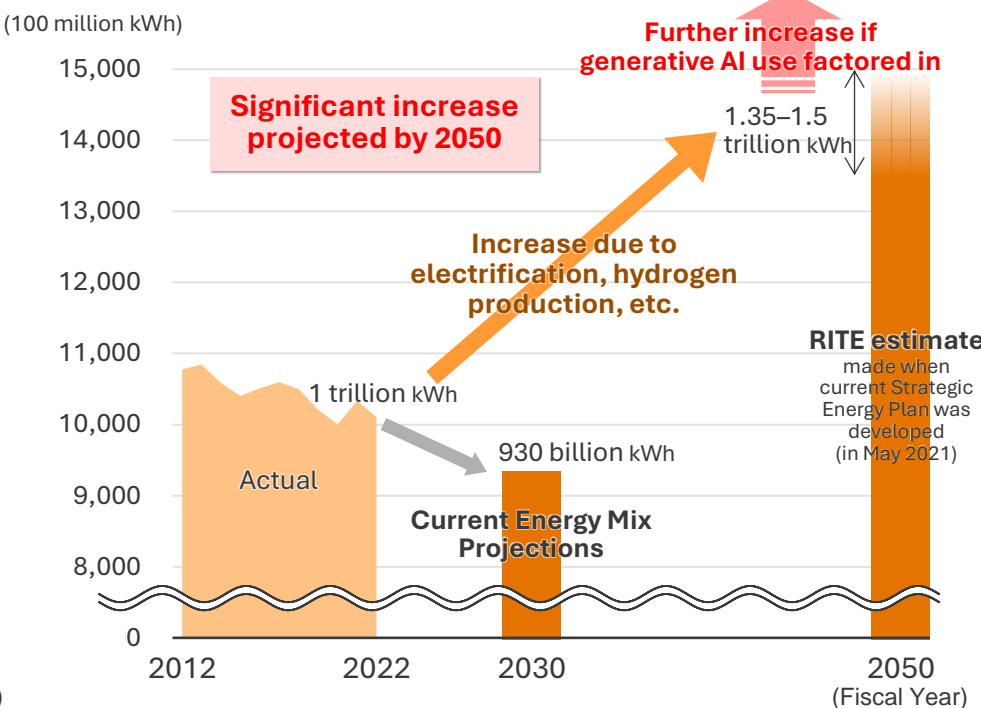 (100 million kWh)
Further increase if
generative AI use factored in
15,000
Significant increase
projected by 2050
1.35–1.5
trillion kWh
14,000
13,000
Increase due to
electrification, hydrogen
production, etc.
12,000
11,000
RITE estimate
made when
current Strategic
Energy Plan was
developed
(in May 2021)
1 trillion kWh
10,000
930 billion kWh
Actual
9,000
Current Energy Mix
Projections
8,000
0
2012
2022
2030
2050
(Fiscal Year)
)